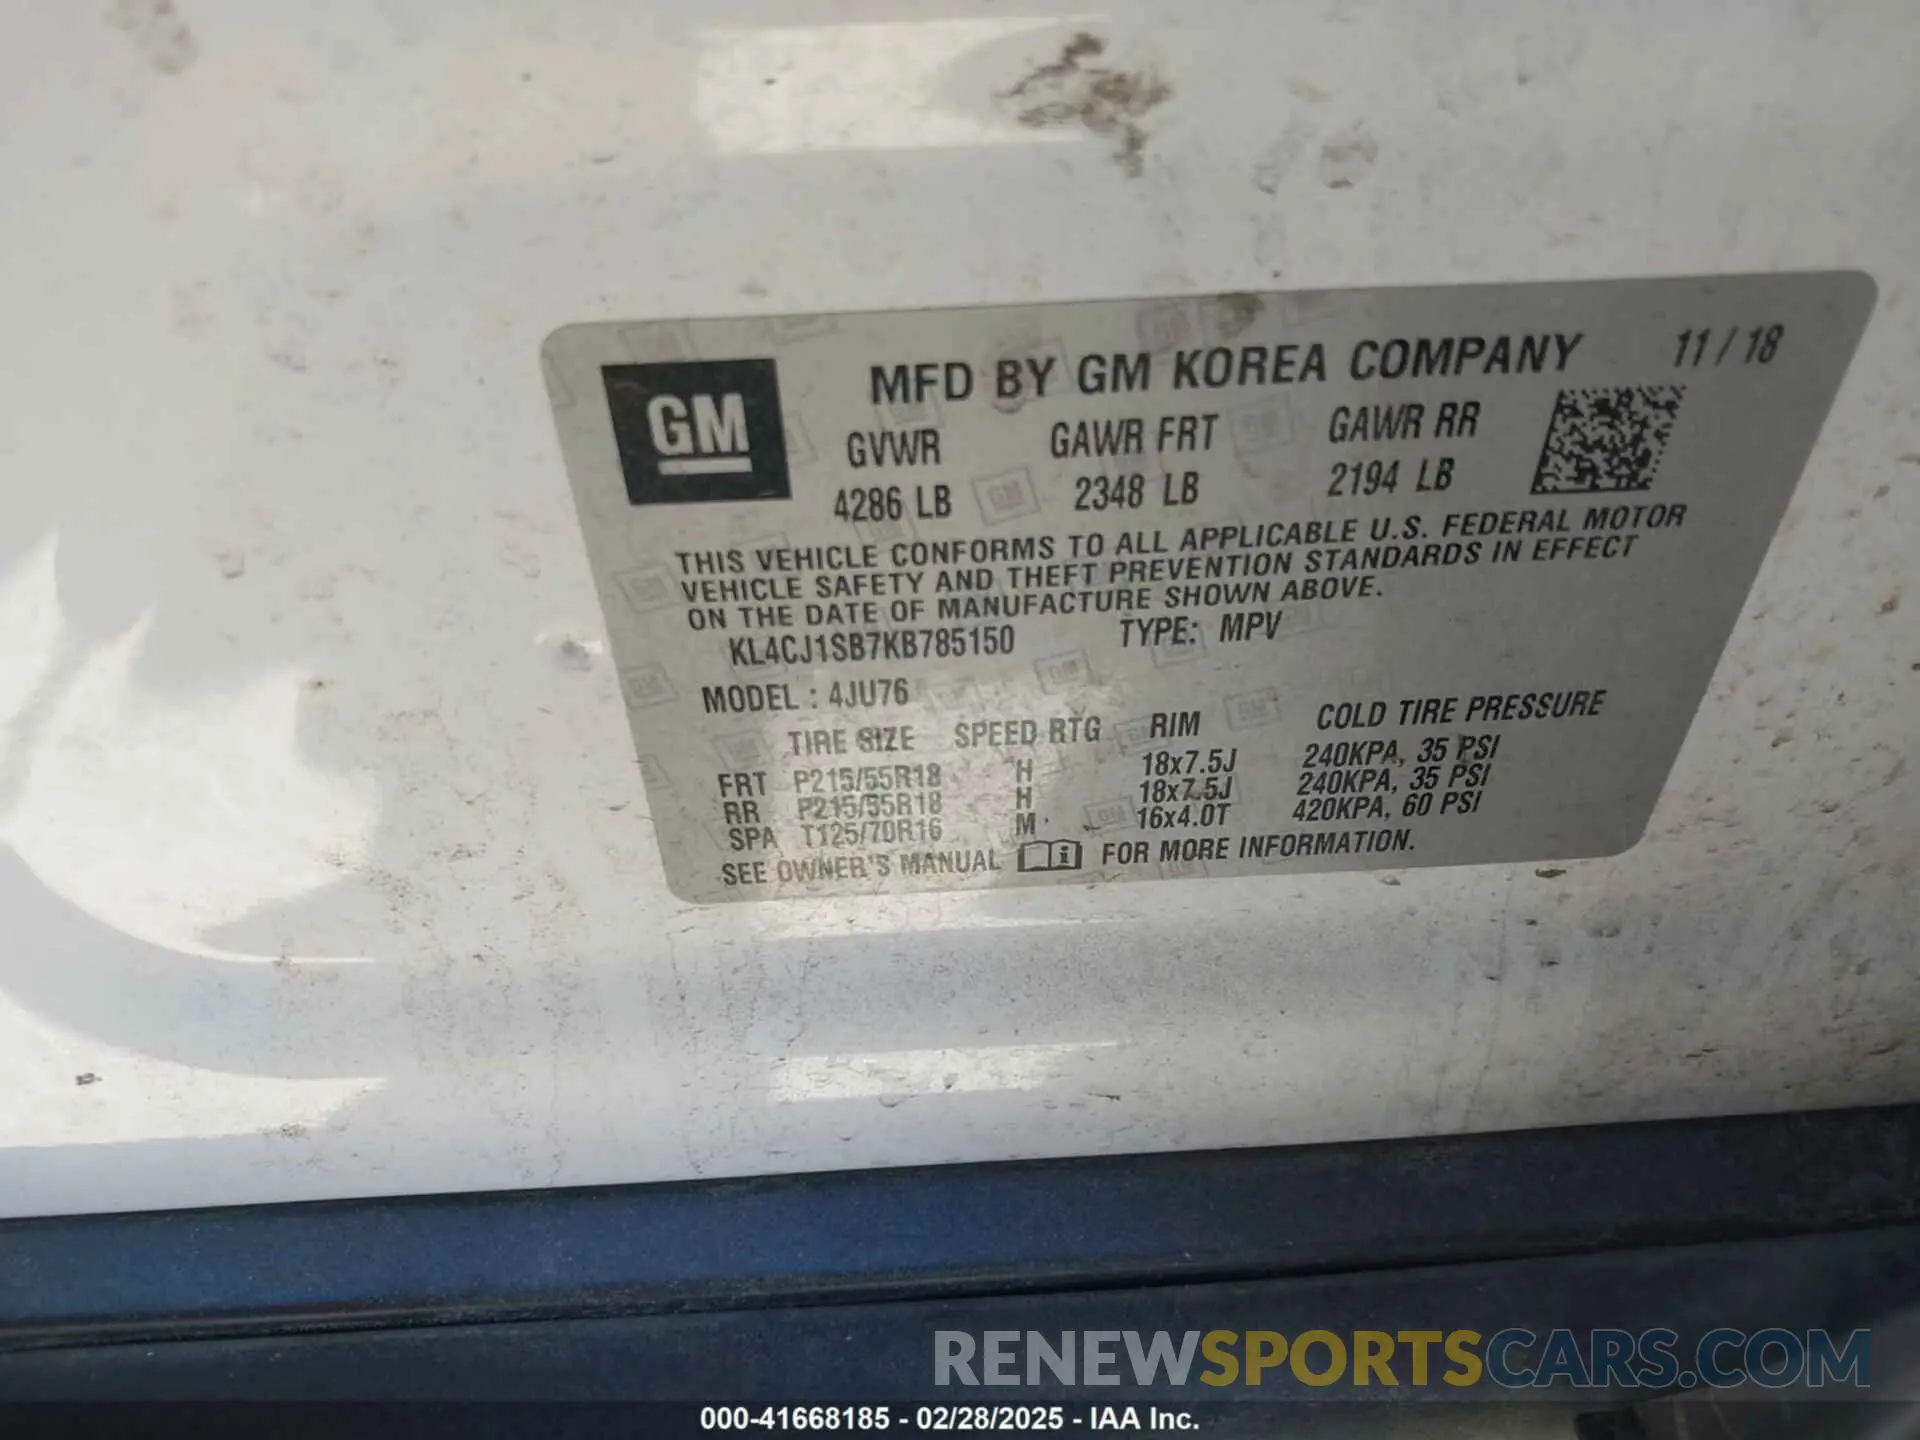 GM
MFD BY GM KOREA COMPANY 11 / 18
GVWR GAWR FRT GAWR RR
4286 LB 2348 LB 2194 LB
THIS VEHICLE CONFORMS TO ALL APPLICABLE U.S. FEDERAL MOTOR
VEHICLE SAFETY AND THEFT PREVENTION STANDARDS IN EFFECT
ON THE DATE OF MANUFACTURE SHOWN ABOVE.
KL4CJ1SB7KB785150 TYPE: MPV
MODEL : 4JU76
TIRE SIZE SPEED RTG RIM COLD TIRE PRESSURE
FRT P215/55R18 H 18x7.5J 240KPA, 35 PSI
RR P215/55R18 H 18x7.5J 240KPA, 35 PSI
SPA T125/70R16 M 16x4.0T 420KPA, 60 PSI
SEE OWNER'S MANUAL i FOR MORE INFORMATION.
RENEWSPORTSCARS.COM
000-41668185 - 02/28/2025 - IAA Inc.